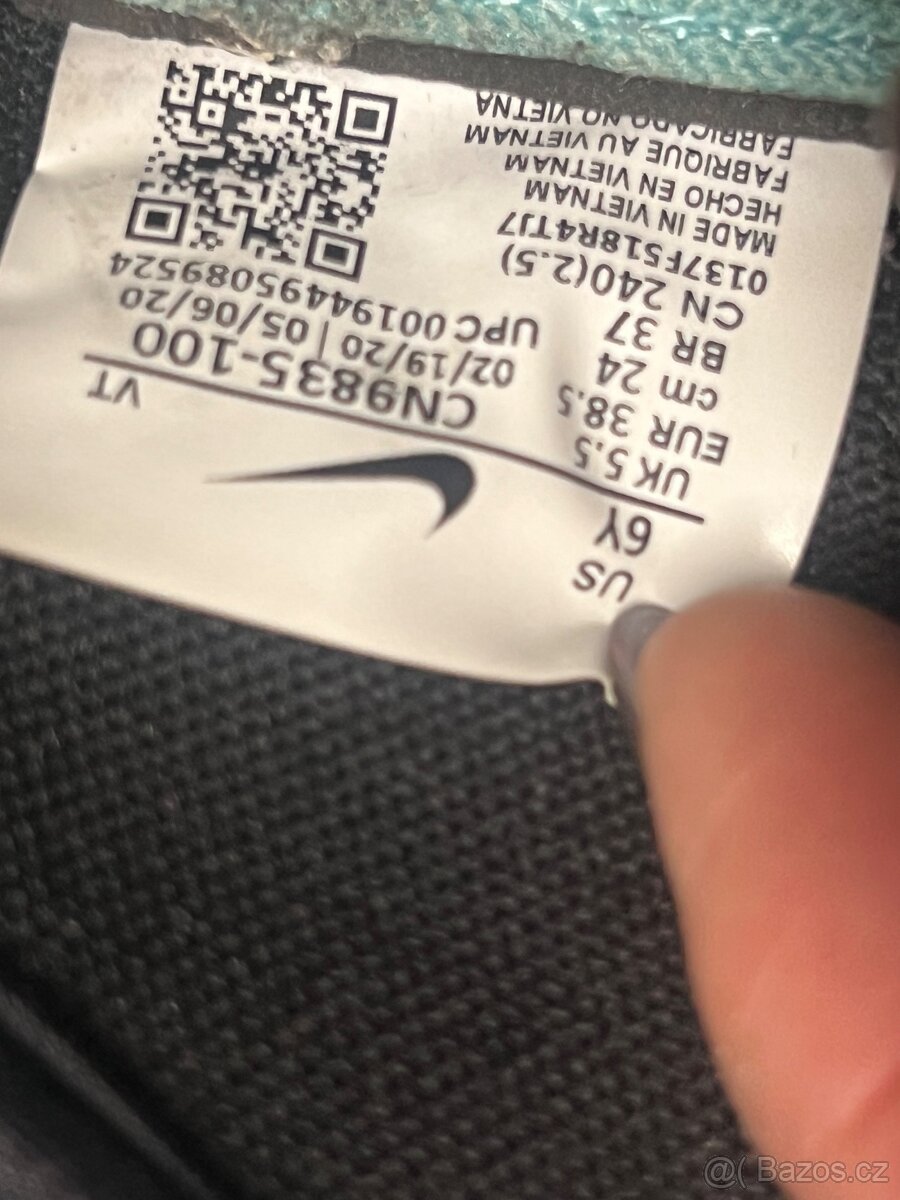 US
6Y
UK 5.5
EUR 38.5
cm 24
BR 37
CN 240(2.5)
0137F518R4TJ7
MADE IN VIETNAM
HECHO EN VIETNAM
FABRIQUE AU VIETNAM
FABRICADO NO VIETNA
VT
CN9835-100
02/19/20 | 05/06/20
UPC 00194495089524
@( Bazos.cz